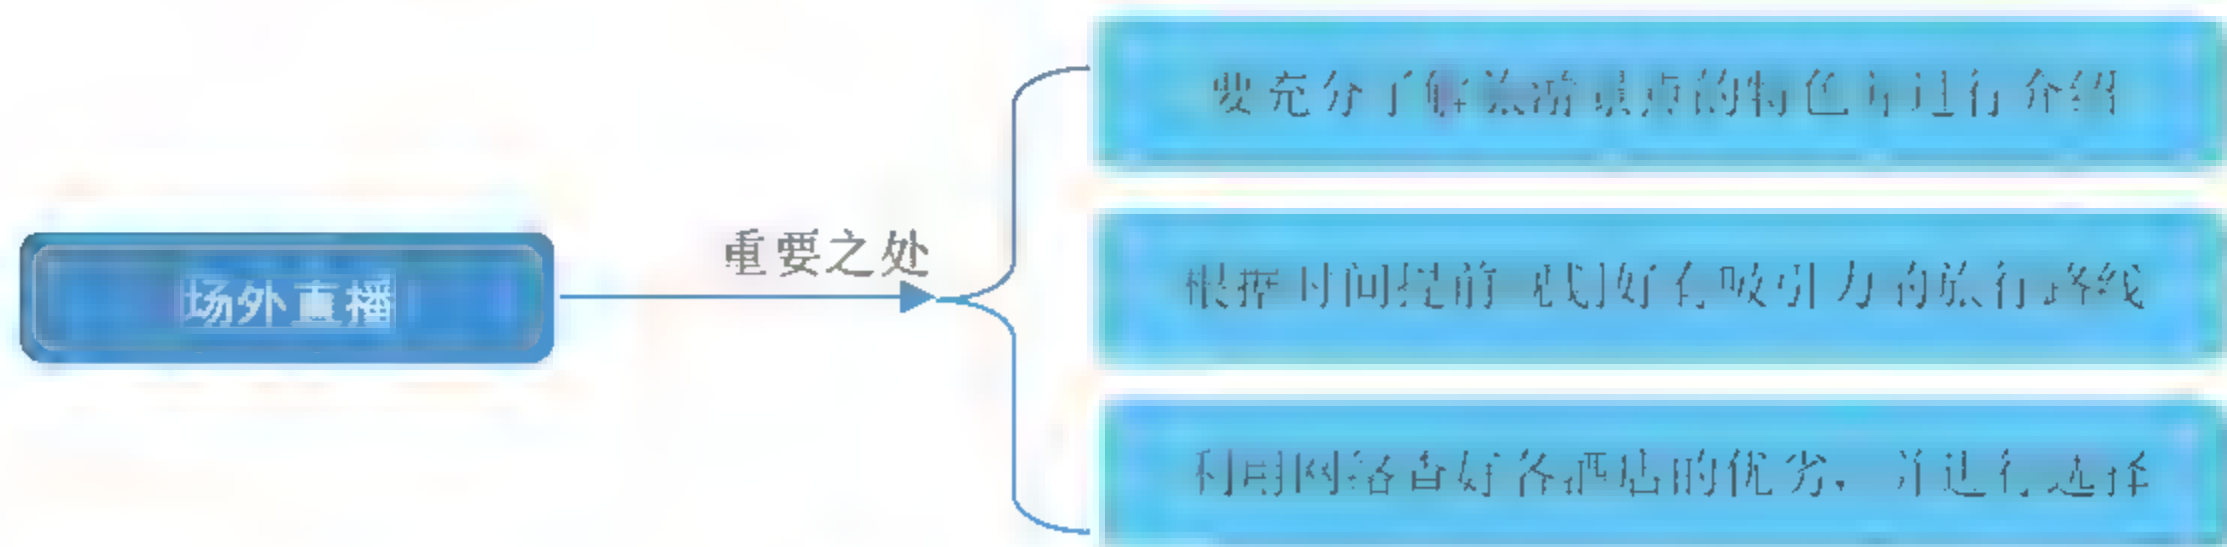 要充分了解旅游景点的特色并进行介绍
重要之处
场外直播
根据时间提前规划好有吸引力的旅行路线
利用网络查好各酒店的优劣，并进行选择